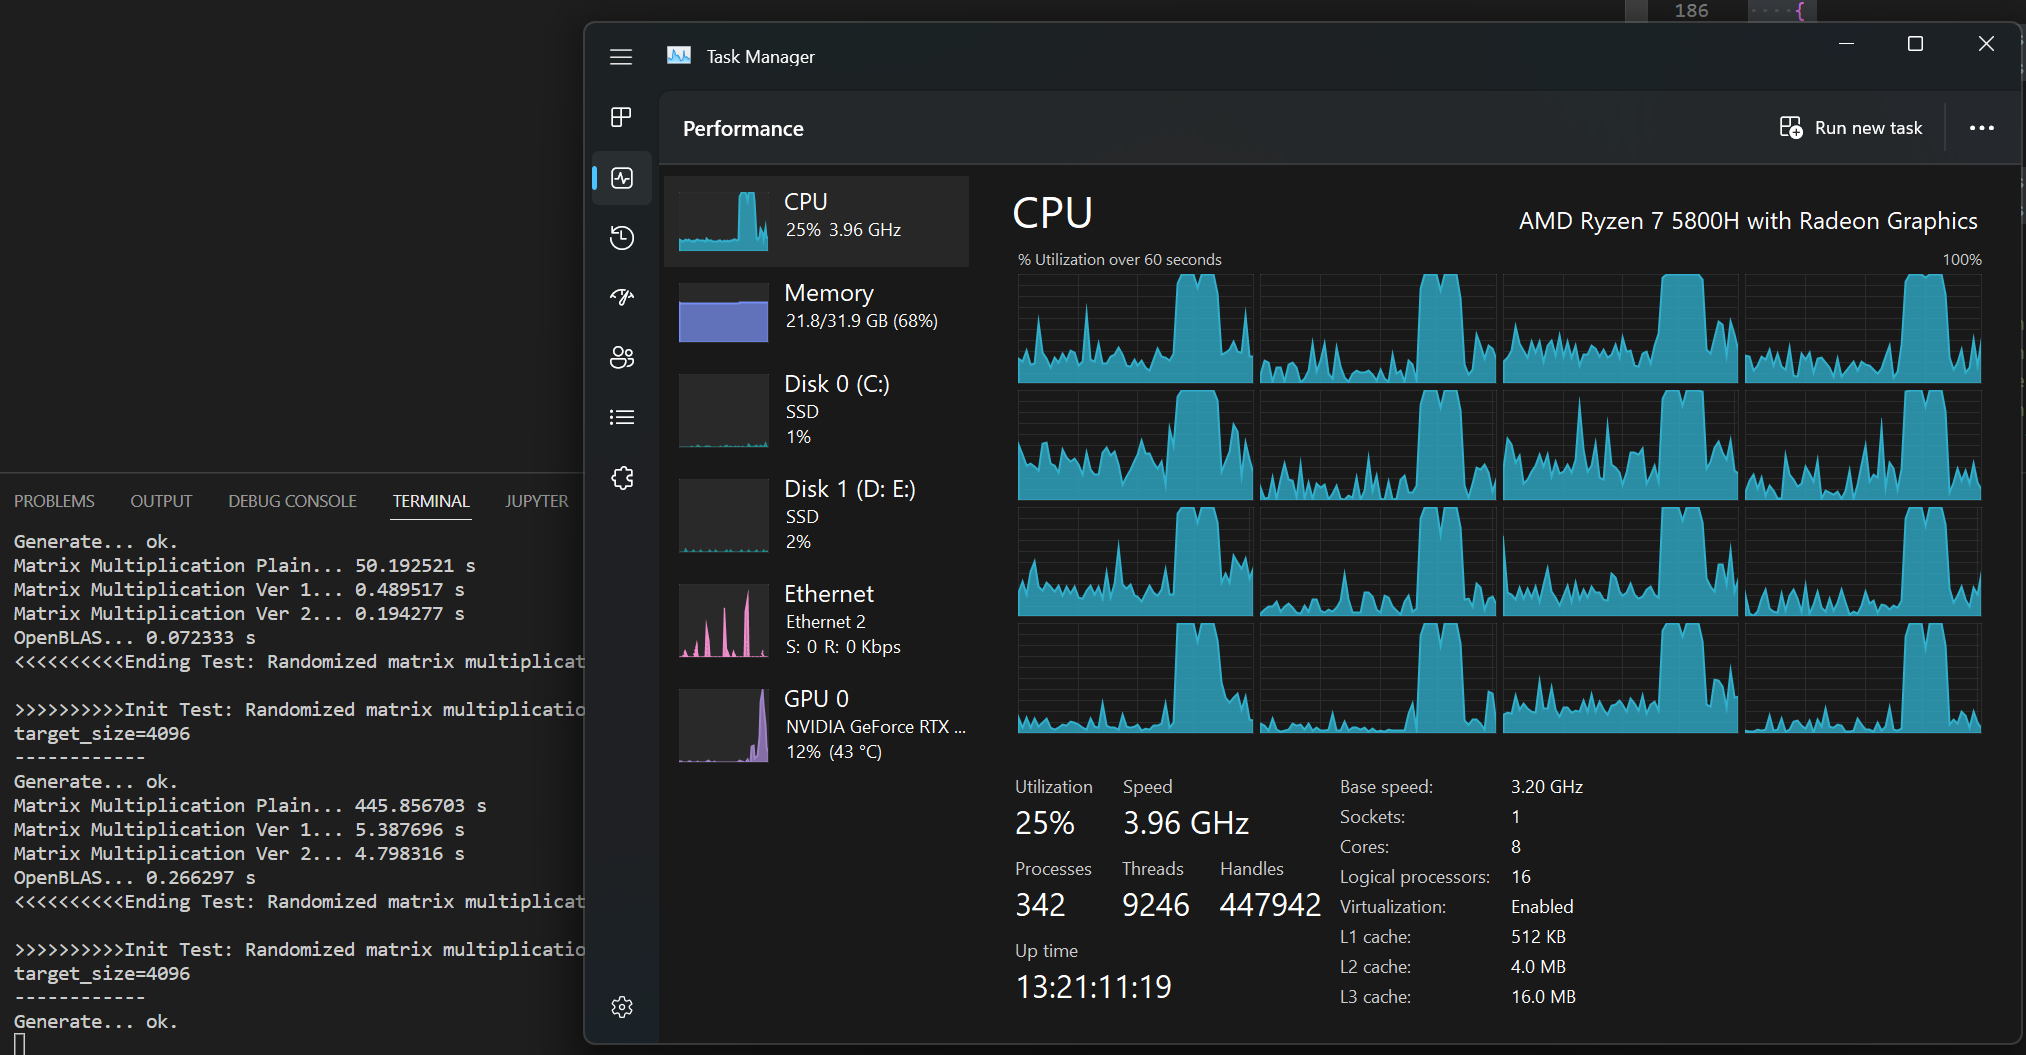 186 {
Task Manager
Performance
Run new task
CPU
25% 3.96 GHz
Memory
21.8/31.9 GB (68%)
Disk 0 (C:)
SSD
1%
Disk 1 (D: E:)
SSD
2%
Ethernet
Ethernet 2
S: 0 R: 0 Kbps
GPU 0
NVIDIA GeForce RTX ...
12% (43 °C)
CPU
AMD Ryzen 7 5800H with Radeon Graphics
% Utilization over 60 seconds
100%
Utilization
Speed
25%
3.96 GHz
Processes
Threads
Handles
342
9246
447942
Up time
13:21:11:19
Base speed: 3.20 GHz
Sockets: 1
Cores: 8
Logical processors: 16
Virtualization: Enabled
L1 cache: 512 KB
L2 cache: 4.0 MB
L3 cache: 16.0 MB
PROBLEMS OUTPUT DEBUG CONSOLE TERMINAL JUPYTER
Generate... ok.
Matrix Multiplication Plain... 50.192521 s
Matrix Multiplication Ver 1... 0.489517 s
Matrix Multiplication Ver 2... 0.194277 s
OpenBLAS... 0.072333 s
<<<<<<<<<<Ending Test: Randomized matrix multiplicat
>>>>>>>>>>Init Test: Randomized matrix multiplicatio
target_size=4096
------------
Generate... ok.
Matrix Multiplication Plain... 445.856703 s
Matrix Multiplication Ver 1... 5.387696 s
Matrix Multiplication Ver 2... 4.798316 s
OpenBLAS... 0.266297 s
<<<<<<<<<<Ending Test: Randomized matrix multiplicat
>>>>>>>>>>Init Test: Randomized matrix multiplicatio
target_size=4096
------------
Generate... ok.